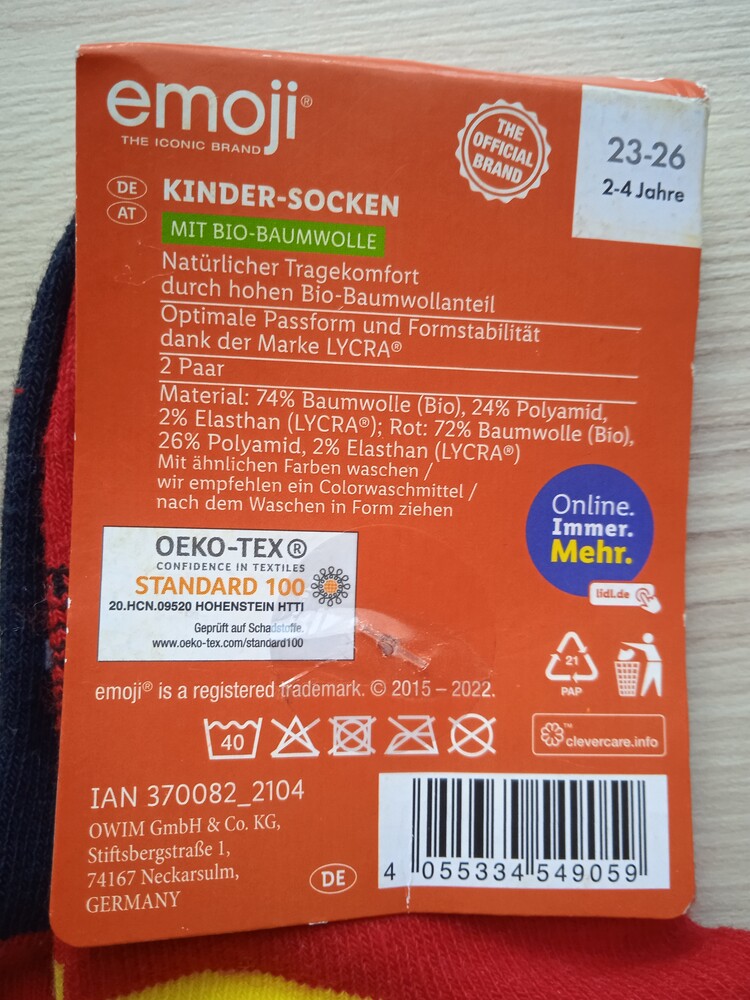 emoji®
THE ICONIC BRAND
THE OFFICIAL BRAND
23-26
2-4 Jahre
DE
AT
KINDER-SOCKEN
MIT BIO-BAUMWOLLE
Natürlicher Tragekomfort
durch hohen Bio-Baumwollanteil
Optimale Passform und Formstabilität
dank der Marke LYCRA®
2 Paar
Material: 74% Baumwolle (Bio), 24% Polyamid,
2% Elasthan (LYCRA®); Rot: 72% Baumwolle (Bio),
26% Polyamid, 2% Elasthan (LYCRA®)
Mit ähnlichen Farben waschen /
wir empfehlen ein Colorwaschmittel /
nach dem Waschen in Form ziehen
Online.
Immer.
Mehr.
lidl.de
OEKO-TEX®
CONFIDENCE IN TEXTILES
STANDARD 100
20.HCN.09520 HOHENSTEIN HTTI
Geprüft auf Schadstoffe.
www.oeko-tex.com/standard100
21
PAP
emoji® is a registered trademark. © 2015 – 2022.
40
™
clevercare.info
IAN 370082_2104
OWIM GmbH & Co. KG,
Stiftsbergstraße 1,
74167 Neckarsulm,
GERMANY
DE
4 055334 549059